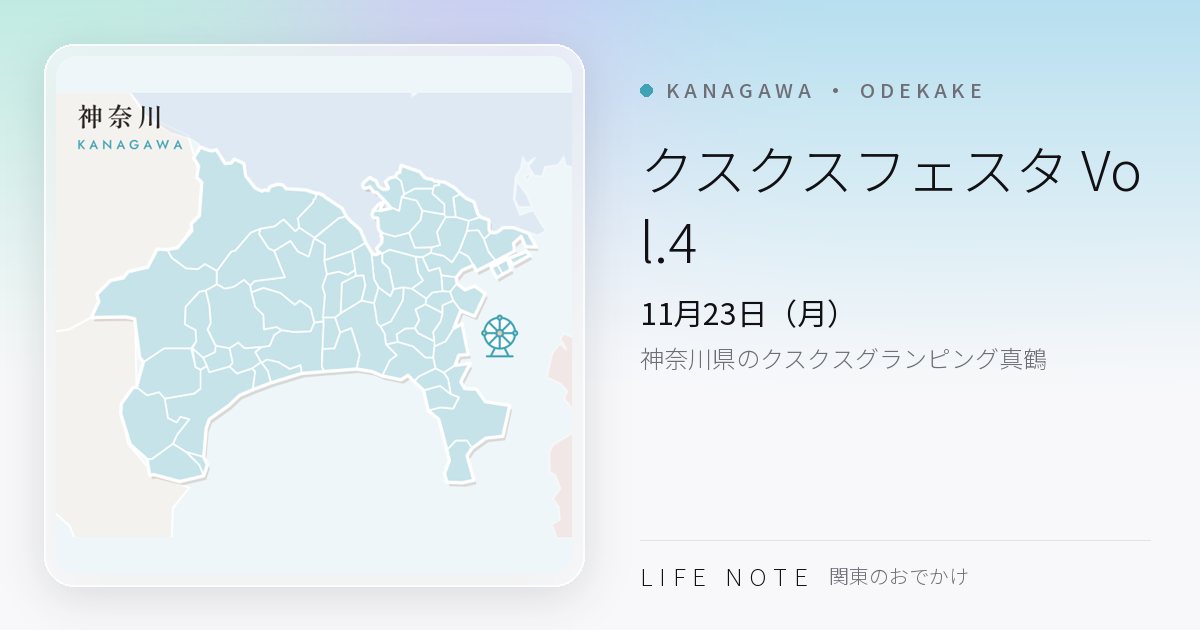 神奈川
KANAGAWA
KANAGAWA • ODEKAKE
クスクスフェスタ Vo
l.4
11月23日（月）
神奈川県のクスクスグランピング真鶴
LIFE NOTE 関東のおでかけ